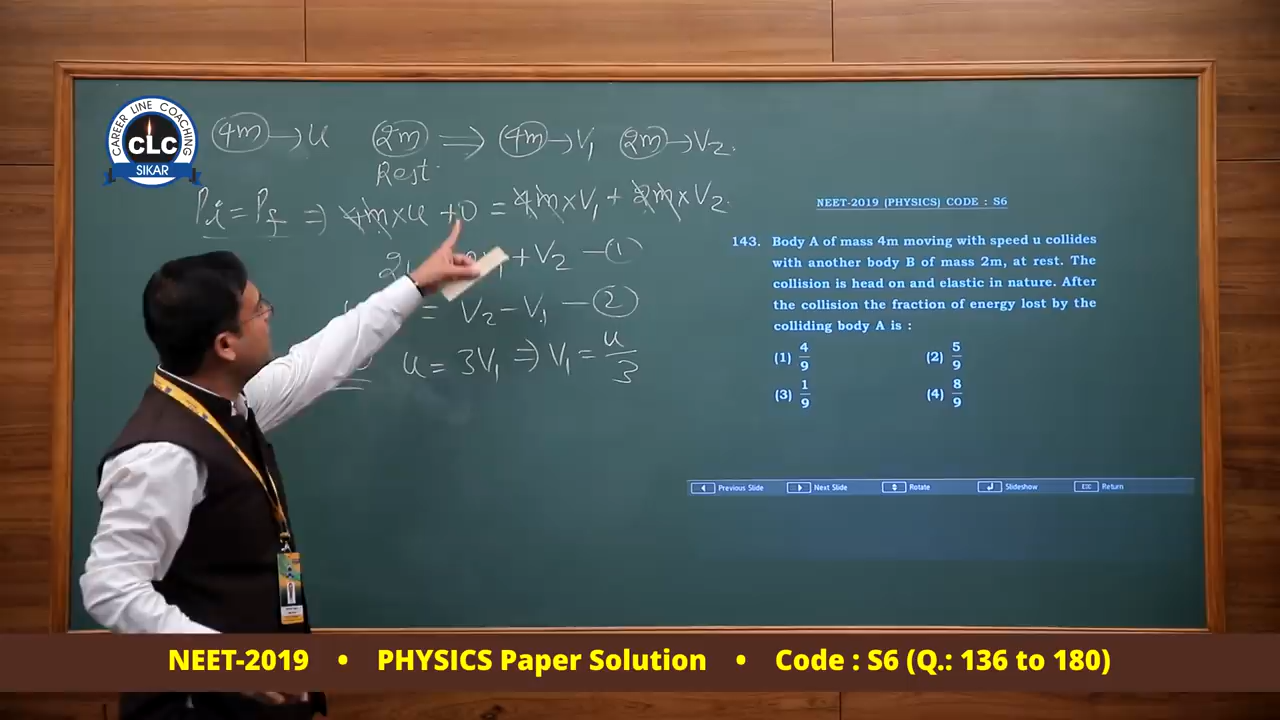 CAREER LINE COACHING
CLC
SIKAR
4m → u 2m ⇒ 4m → V₁ 2m → V₂.
Rest.
Pi = Pf ⇒ 4m×u + 0 = 4m×V₁ + 2m×V₂.
+ V₂ — ①
= V₂ – V₁ — ②
u = 3V₁ ⇒ V₁ = u/3
NEET-2019 (PHYSICS) CODE : S6
143. Body A of mass 4m moving with speed u collides
with another body B of mass 2m, at rest. The
collision is head on and elastic in nature. After
the collision the fraction of energy lost by the
colliding body A is :
(1) 4/9 (2) 5/9
(3) 1/9 (4) 8/9
Previous Slide Next Slide Rotate Slideshow ESC Return
NEET-2019 • PHYSICS Paper Solution • Code : S6 (Q.: 136 to 180)